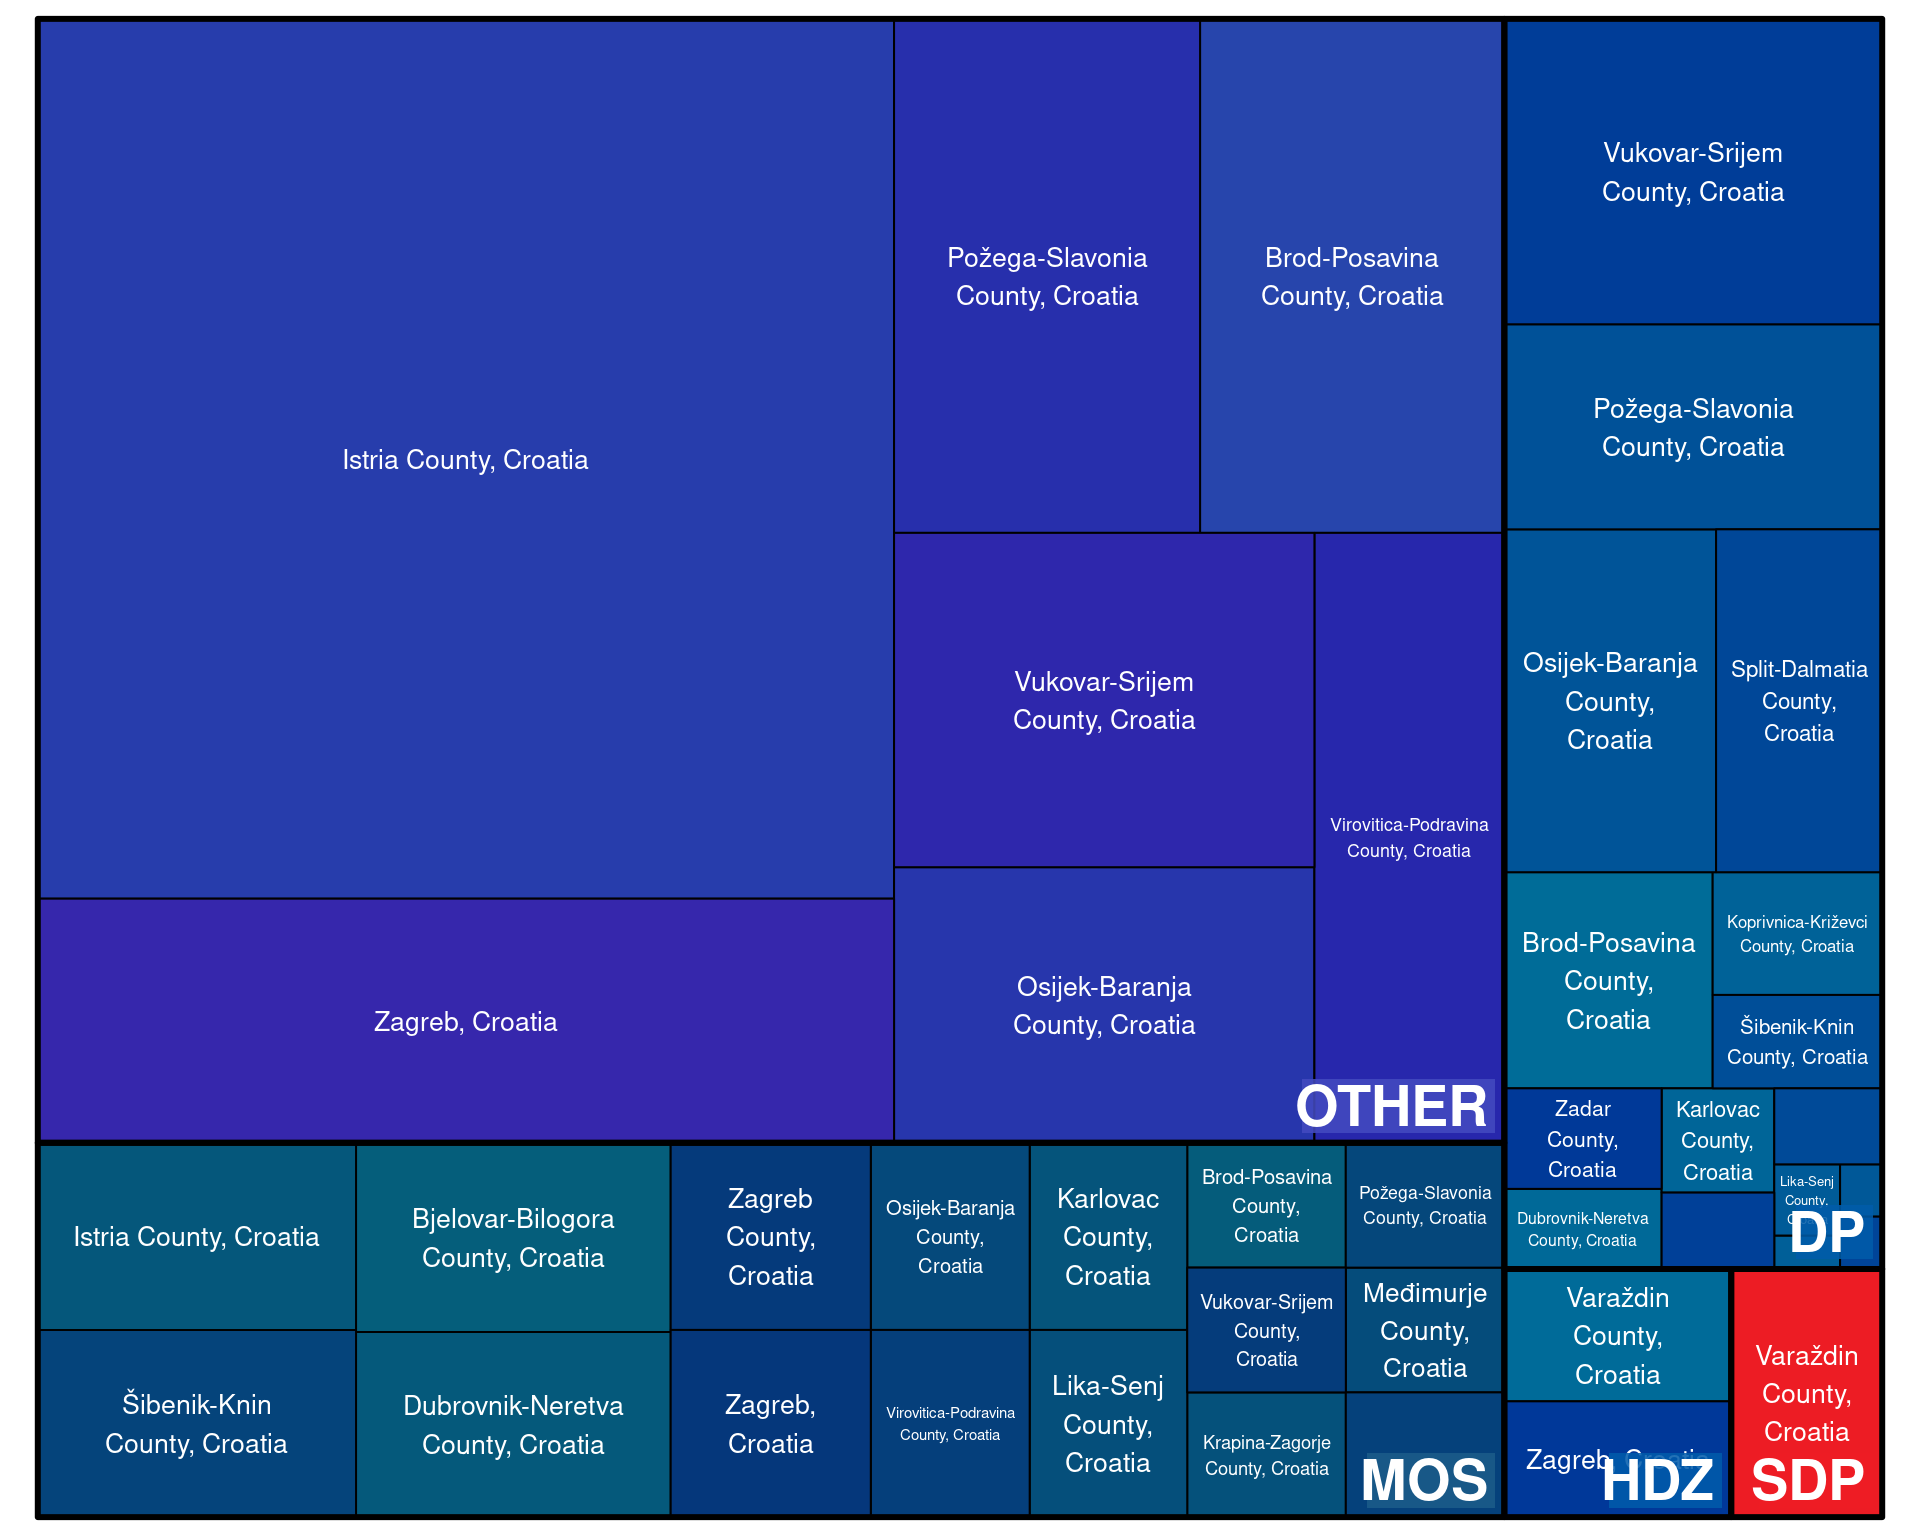 Istria County, Croatia
Požega-Slavonia
County, Croatia
Brod-Posavina
County, Croatia
Vukovar-Srijem
County, Croatia
Virovitica-Podravina
County, Croatia
Zagreb, Croatia
Osijek-Baranja
County, Croatia
OTHER
Vukovar-Srijem
County, Croatia
Požega-Slavonia
County, Croatia
Osijek-Baranja
County,
Croatia
Split-Dalmatia
County,
Croatia
Brod-Posavina
County,
Croatia
Koprivnica-Križevci
County, Croatia
Šibenik-Knin
County, Croatia
Zadar
County,
Croatia
Karlovac
County,
Croatia
Dubrovnik-Neretva
County, Croatia
Lika-Senj
County,
DP
Istria County, Croatia
Bjelovar-Bilogora
County, Croatia
Zagreb
County,
Croatia
Osijek-Baranja
County,
Croatia
Karlovac
County,
Croatia
Brod-Posavina
County,
Croatia
Požega-Slavonia
County, Croatia
Šibenik-Knin
County, Croatia
Dubrovnik-Neretva
County, Croatia
Zagreb,
Croatia
Virovitica-Podravina
County, Croatia
Lika-Senj
County,
Croatia
Vukovar-Srijem
County,
Croatia
Međimurje
County,
Croatia
Krapina-Zagorje
County, Croatia
MOS
Varaždin
County,
Croatia
Zagreb, Croatia
HDZ
Varaždin
County,
Croatia
SDP